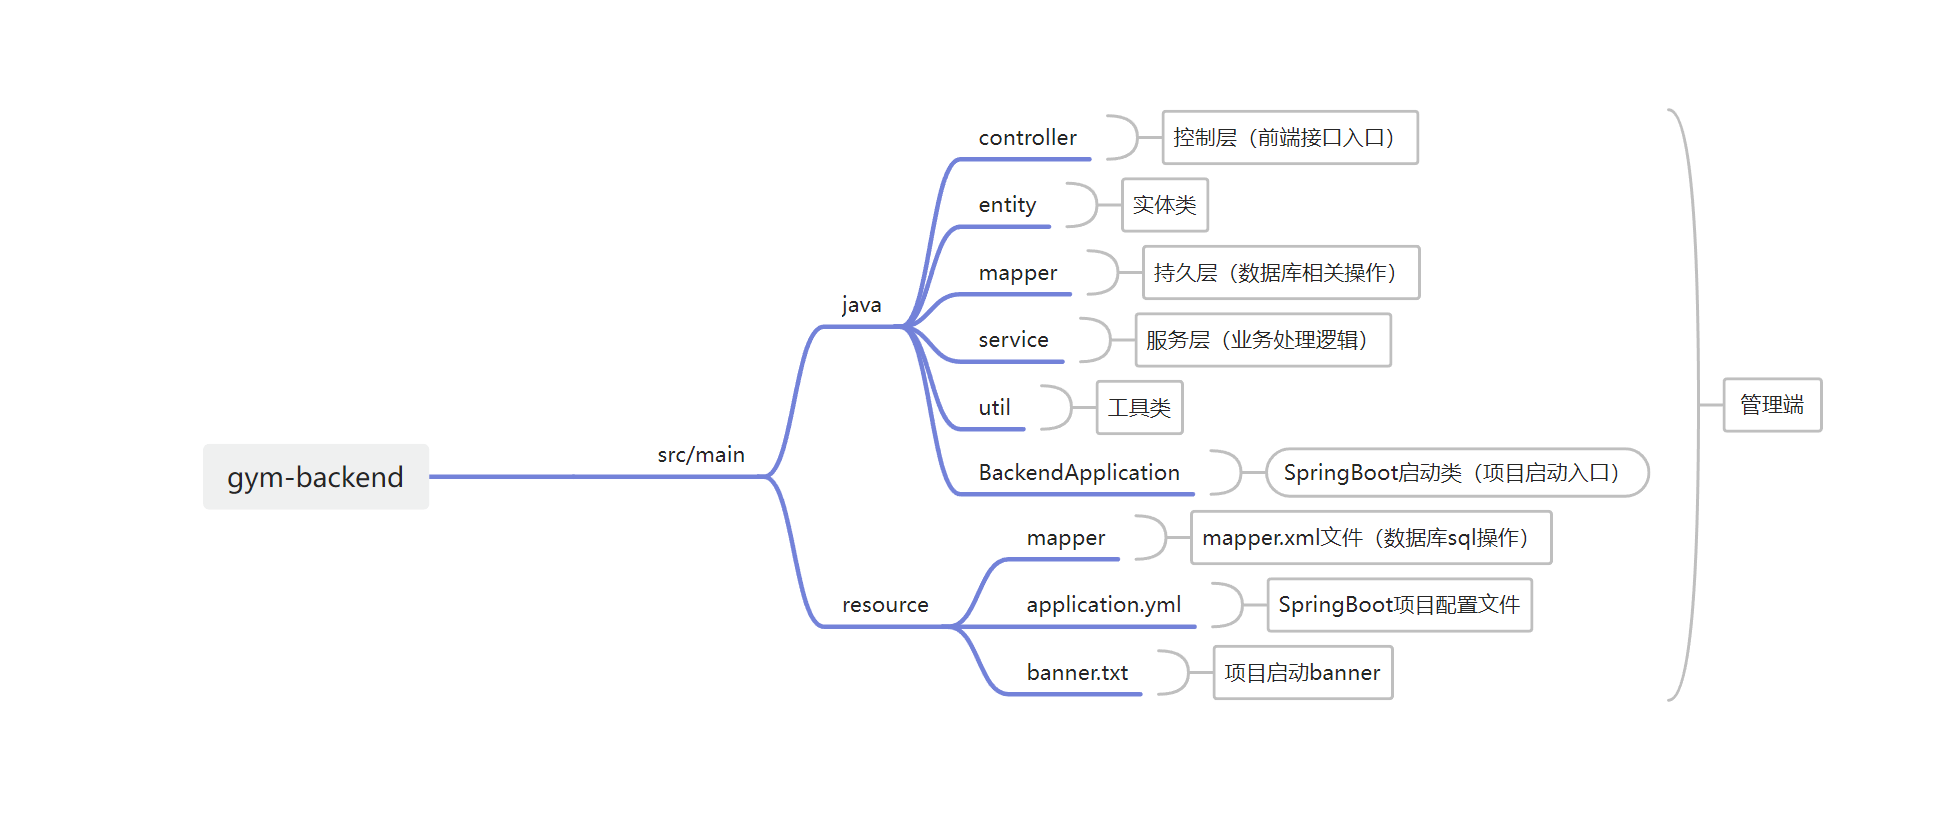 gym-backend
src/main
java
controller
控制层（前端接口入口）
entity
实体类
mapper
持久层（数据库相关操作）
service
服务层（业务处理逻辑）
util
工具类
BackendApplication
SpringBoot启动类（项目启动入口）
resource
mapper
mapper.xml文件（数据库sql操作）
application.yml
SpringBoot项目配置文件
banner.txt
项目启动banner
管理端